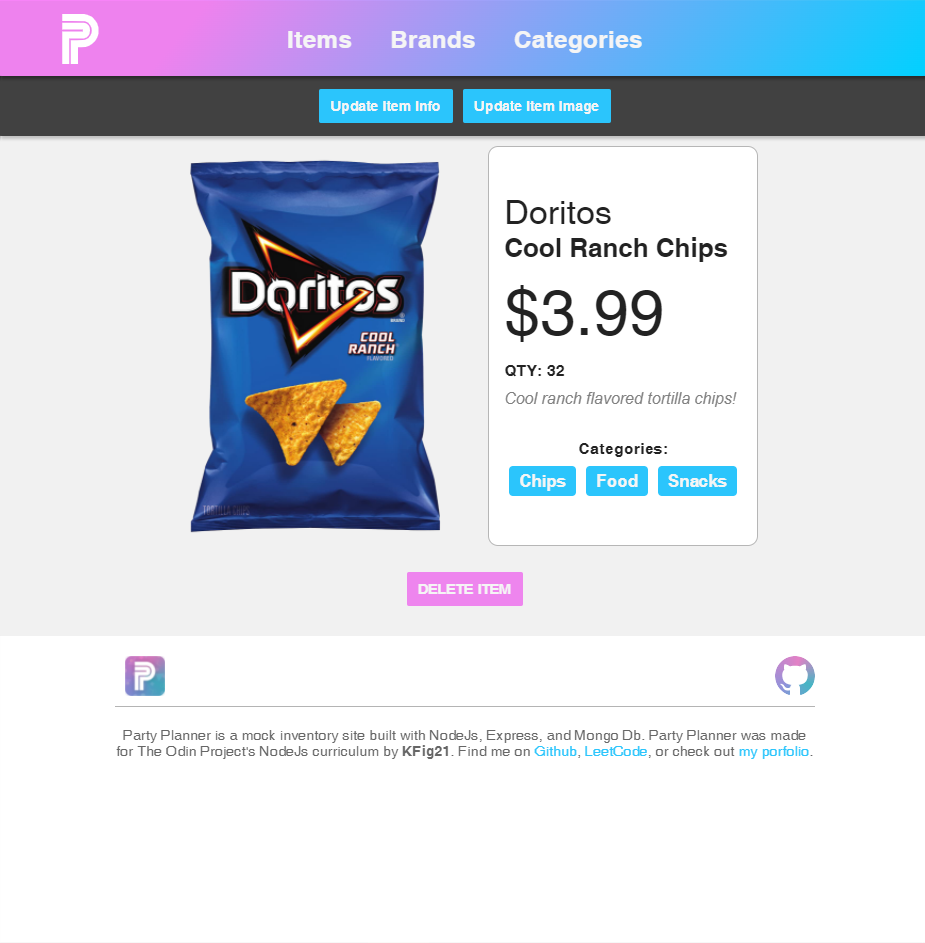 P
Items Brands Categories
Update Item Info Update Item Image
Doritos
COOL
RANCH
FLAVORED
TORTILLA CHIPS
Doritos
Cool Ranch Chips
$3.99
QTY: 32
Cool ranch flavored tortilla chips!
Categories:
Chips Food Snacks
DELETE ITEM
P
Party Planner is a mock inventory site built with NodeJs, Express, and Mongo Db. Party Planner was made
for The Odin Project's NodeJs curriculum by KFig21. Find me on Github, LeetCode, or check out my porfolio.